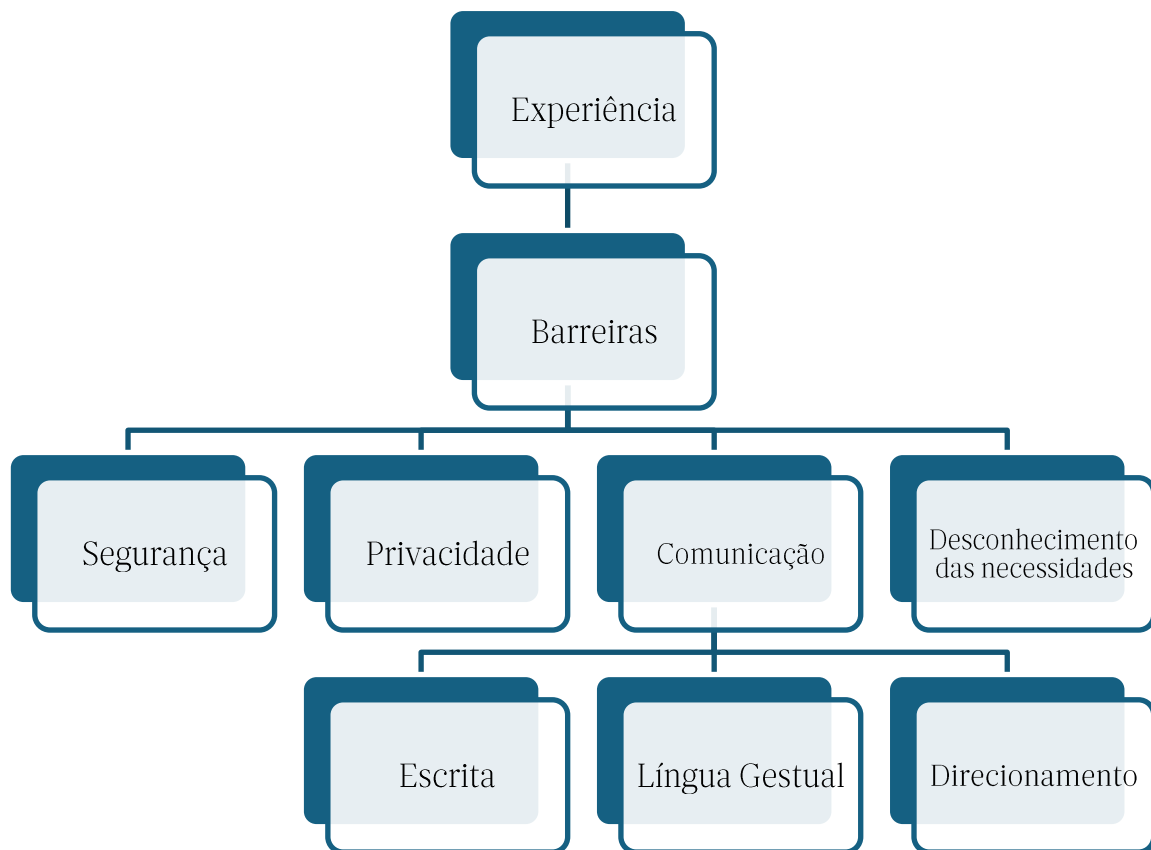 Experiência
Barreiras
Segurança
Privacidade
Comunicação
Desconhecimento
das necessidades
Escrita
Língua Gestual
Direcionamento